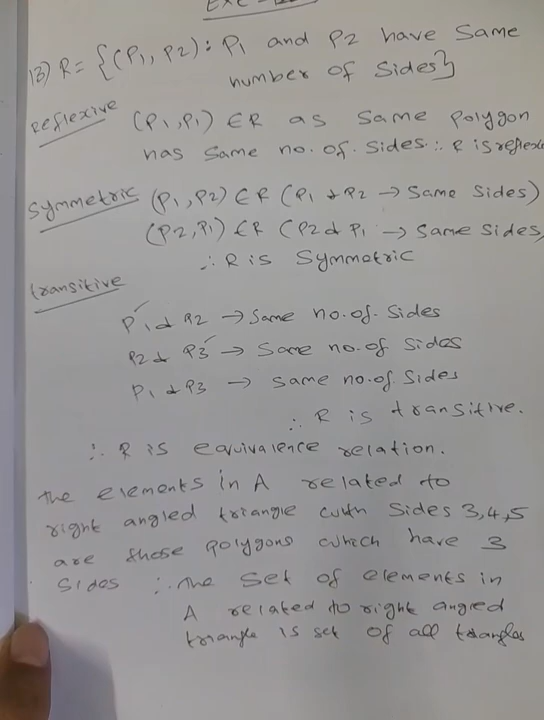 13) R = {(P1, P2) : P1 and P2 have same
number of sides}
Reflexive (P1, P1) ∈ R as same polygon
has same no. of. sides. ∴ R is reflexi
Symmetric (P1, P2) ∈ R (P1 & P2 → same sides)
(P2, P1) ∈ R (P2 & P1 → same sides)
∴ R is symmetric
transitive
P1 & P2 → same no. of. sides
P2 & P3 → same no. of sides
P1 & P3 → same no. of. sides
∴ R is transitive.
∴ R is equivalence relation.
The elements in A related to
right angled triangle with sides 3,4,5
are those polygons which have 3
sides ∴ The set of elements in
A related to right angled
triangle is set of all triangles